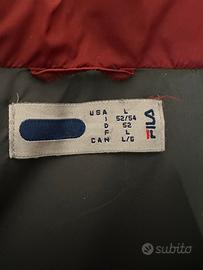 USA L
I 52/54
D 52
F L
CAN L/G
FILA
subito